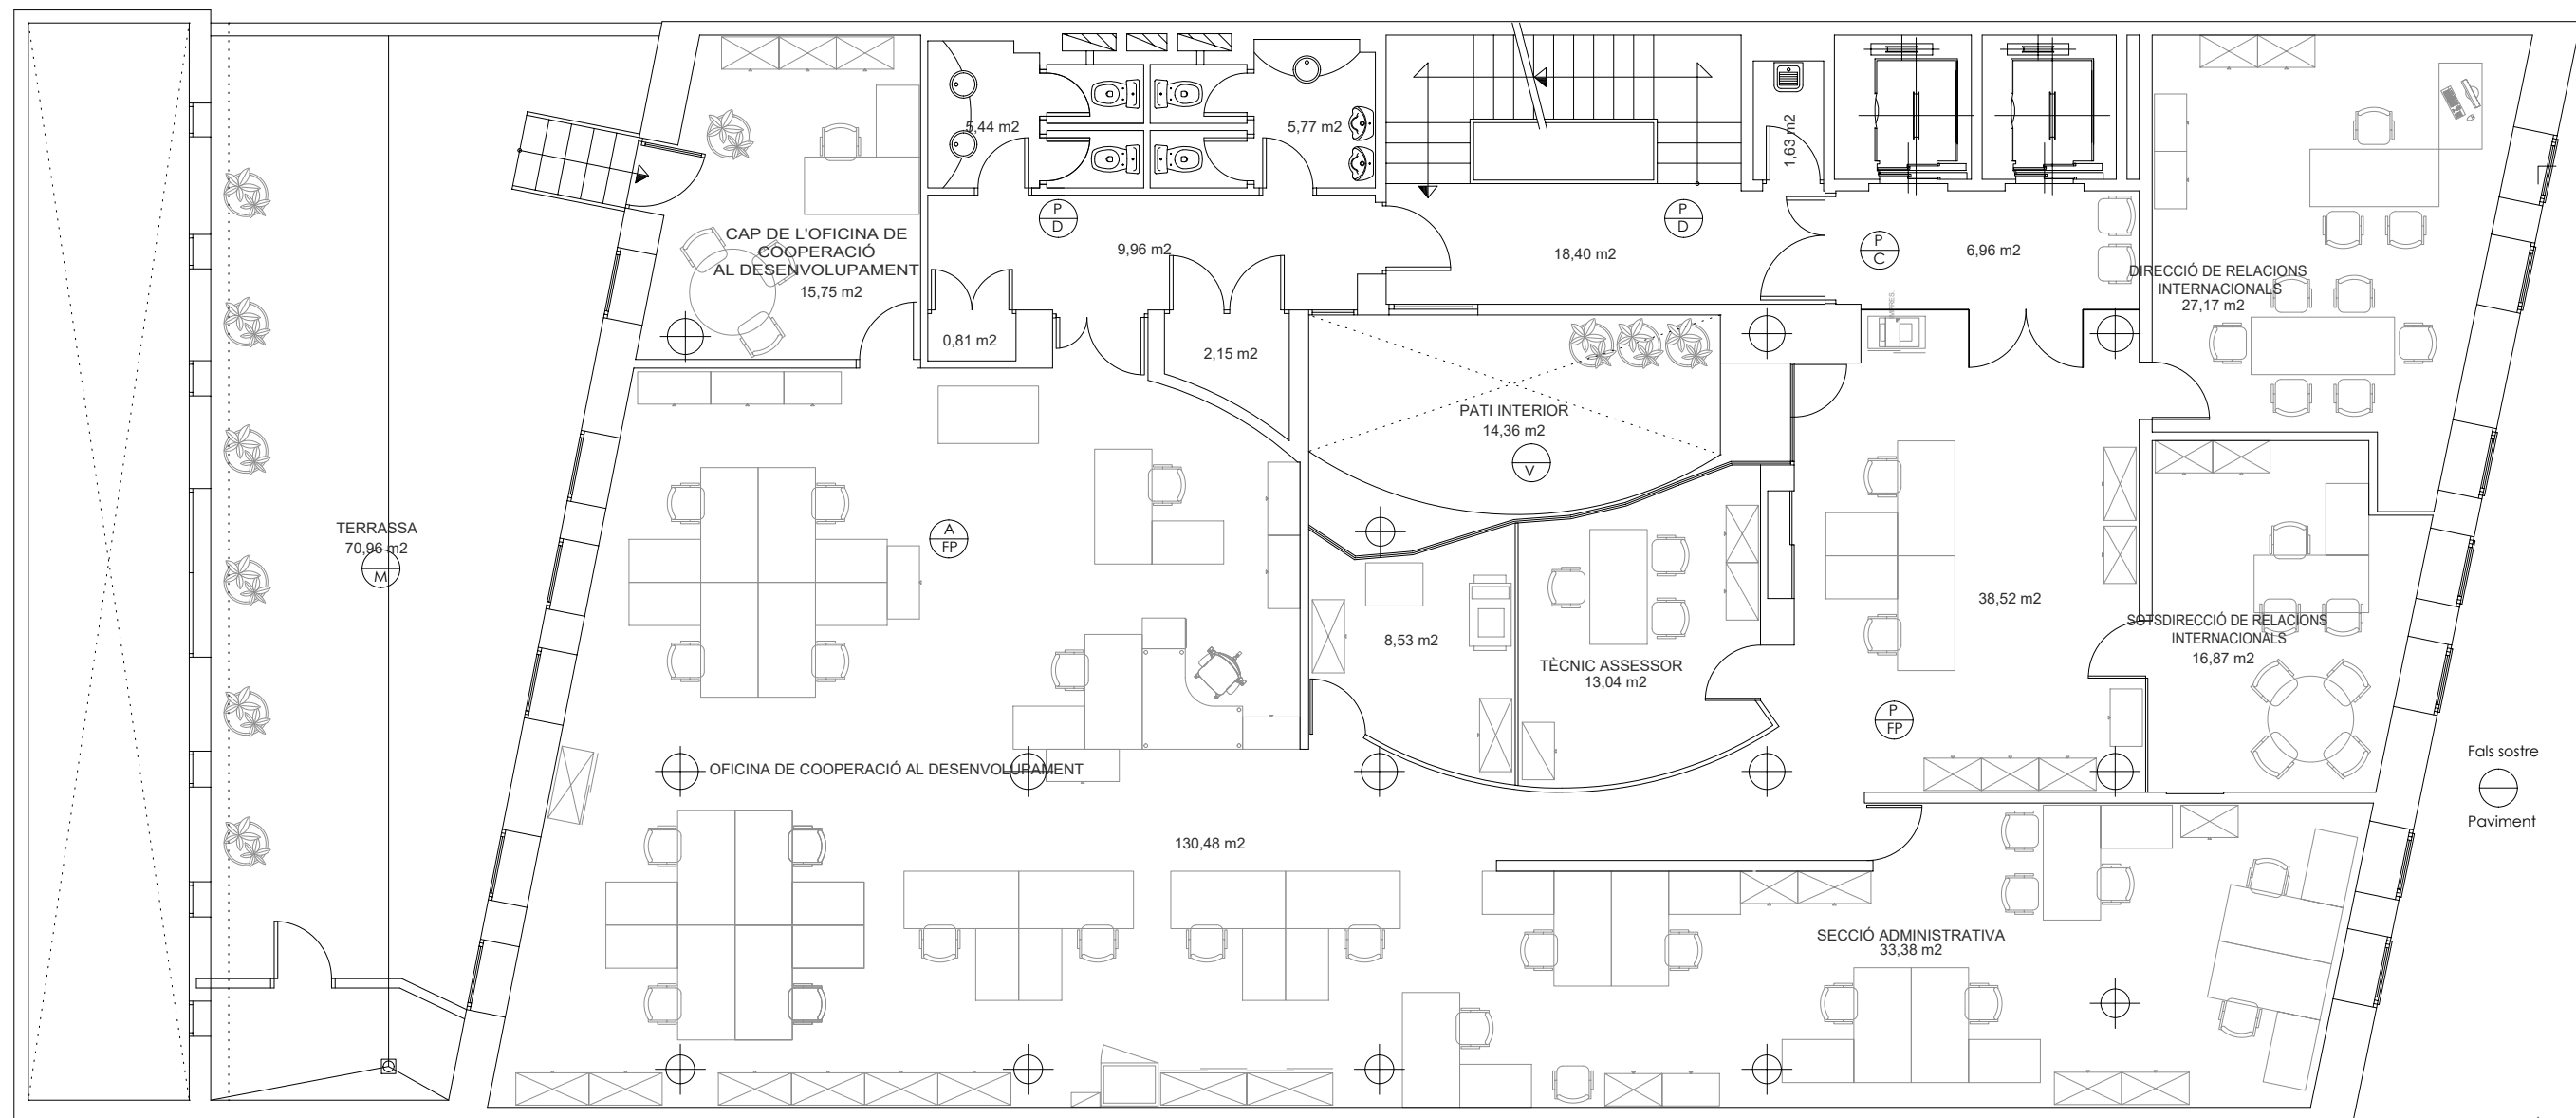 5,44 m2
5,77 m2
1,63 m2
P
D
P
D
9,96 m2
18,40 m2
P
C
6,96 m2
CAP DE L'OFICINA DE
COOPERACIÓ
AL DESENVOLUPAMENT
15,75 m2
DIRECCIÓ DE RELACIONS
INTERNACIONALS
27,17 m2
0,81 m2
2,15 m2
PATI INTERIOR
14,36 m2
V
TERRASSA
70,96 m2
M
A
FP
38,52 m2
8,53 m2
TÈCNIC ASSESSOR
13,04 m2
SOTSDIRECCIÓ DE RELACIONS
INTERNACIONALS
16,87 m2
P
FP
OFICINA DE COOPERACIÓ AL DESENVOLUPAMENT
130,48 m2
Fals sostre
Paviment
SECCIÓ ADMINISTRATIVA
33,38 m2